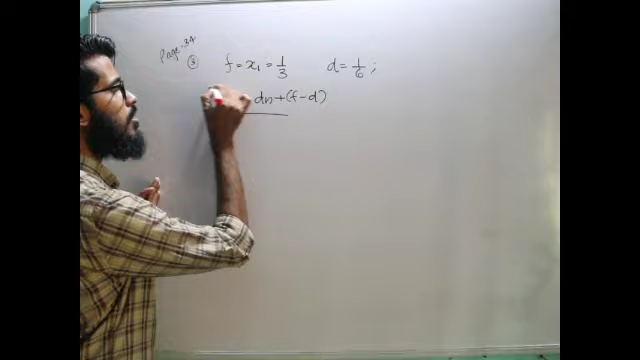 Page: 34
③ f = x₁ = 1/3 d = 1/6 ;
dn + (f - d)